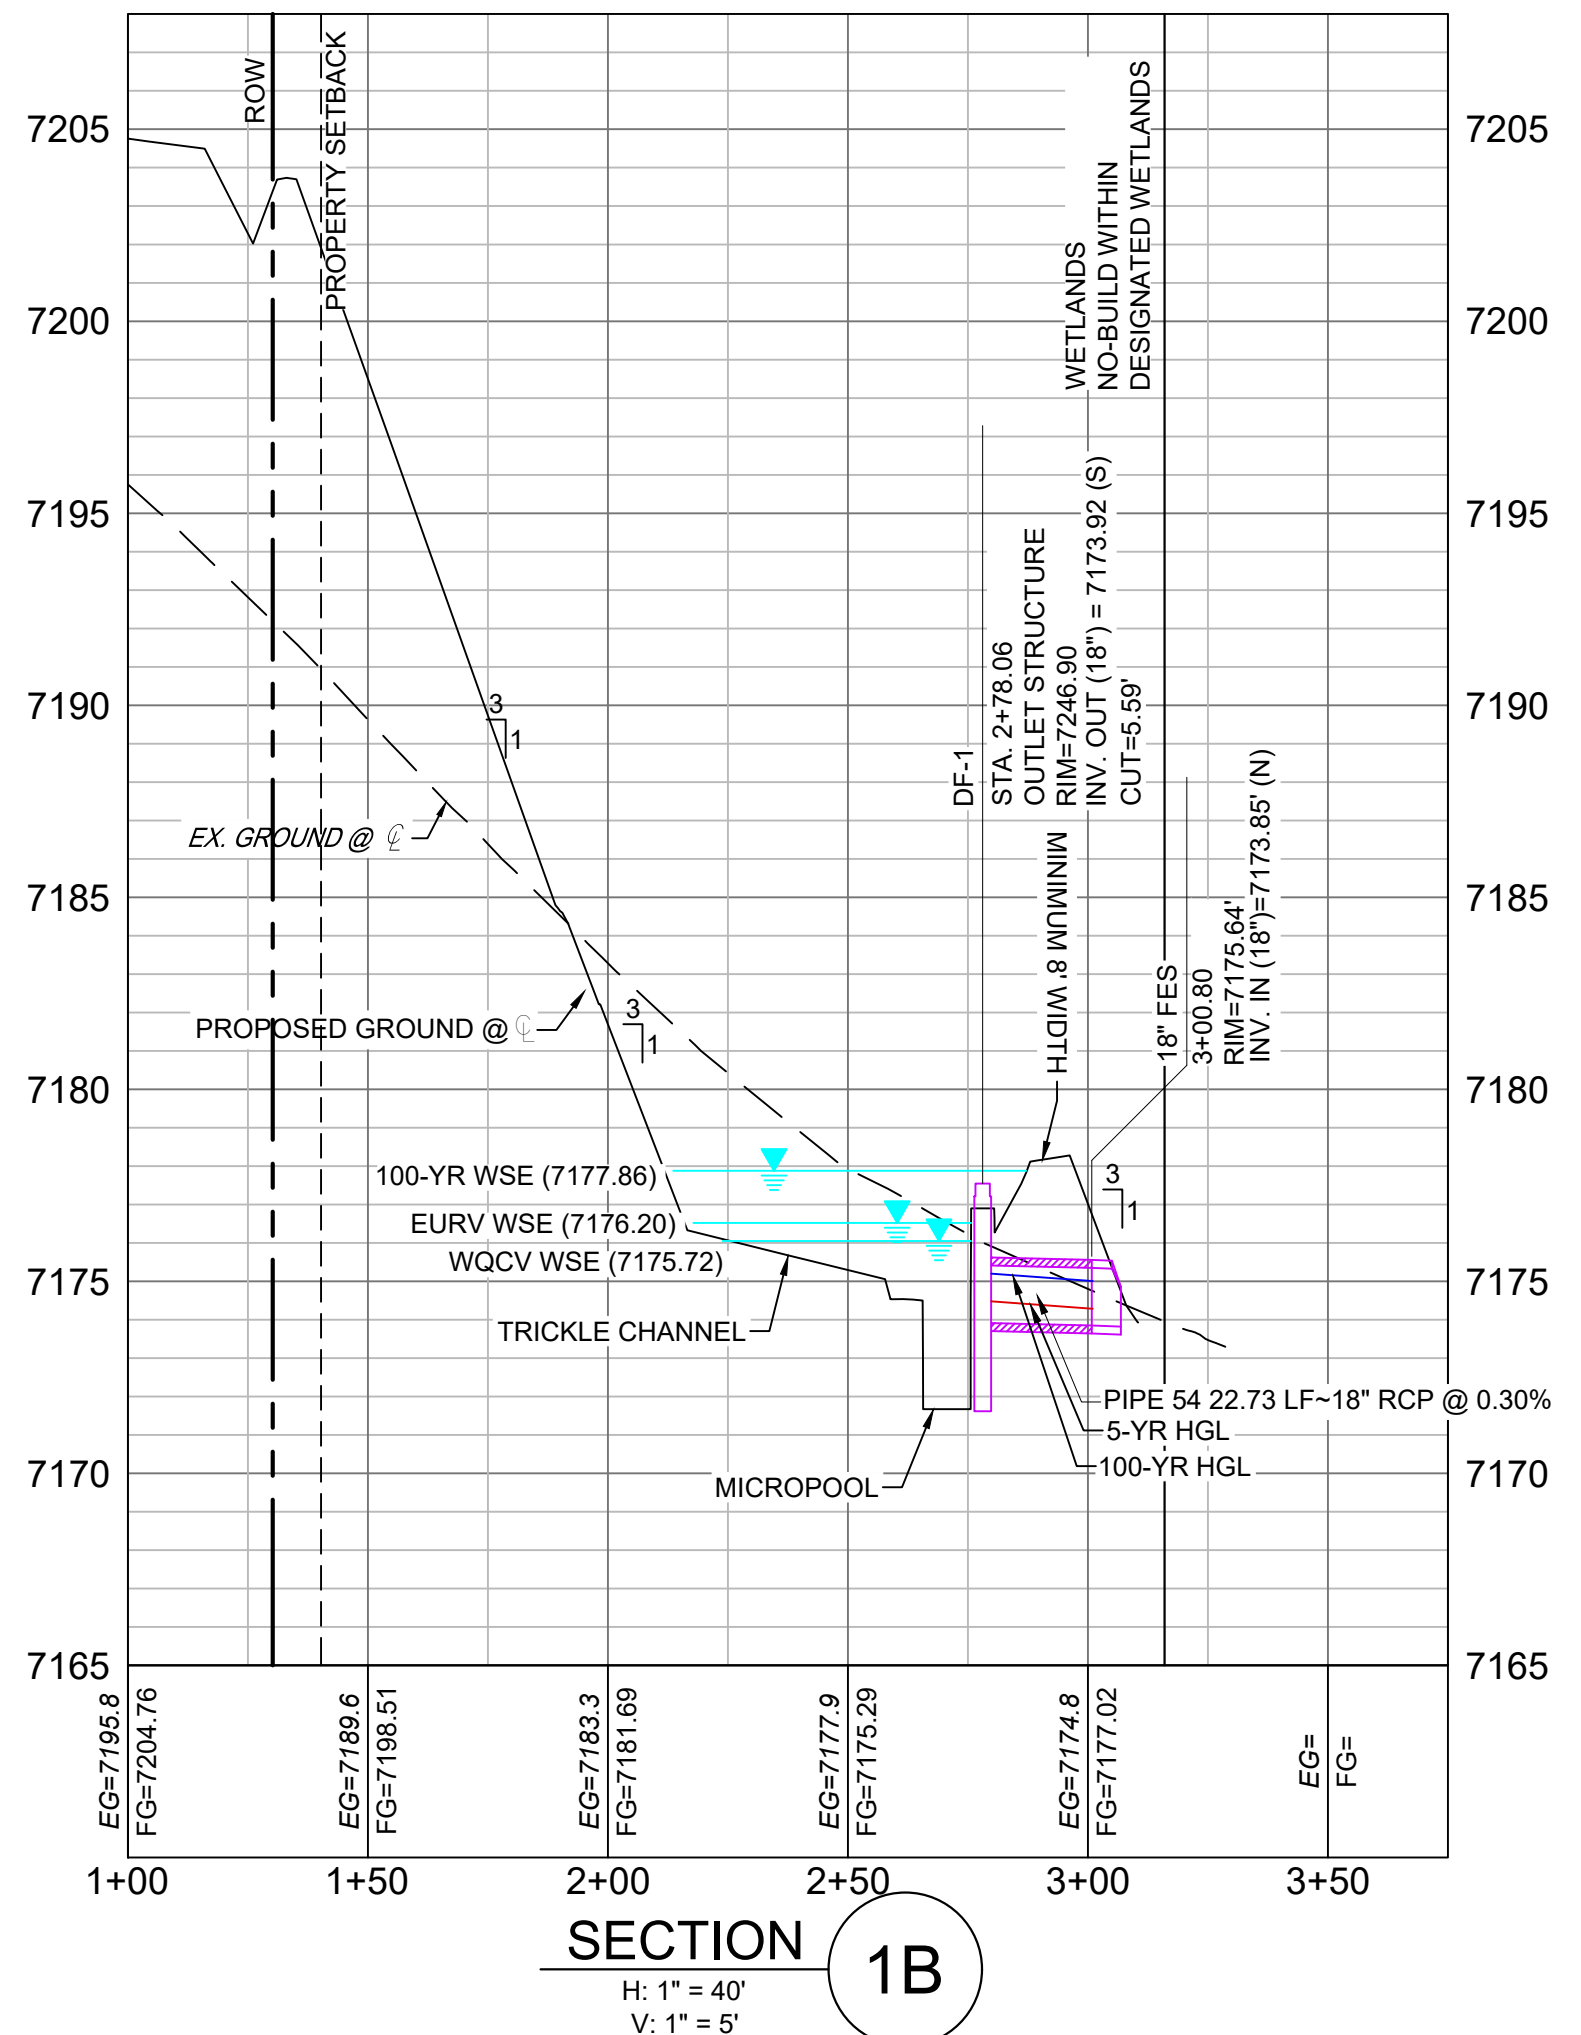 ROW
PROPERTY SETBACK
WETLANDS
NO-BUILD WITHIN
DESIGNATED WETLANDS
7205
7205
7200
7200
7195
7195
7190
7190
7185
7185
7180
7180
7175
7175
7170
7170
7165
7165
DF-1
STA. 2+78.06
OUTLET STRUCTURE
RIM=7246.90
INV. OUT (18") = 7173.92 (S)
CUT=5.59'
3
1
EX. GROUND @ ℄
MINIMUM 8' WIDTH
18" FES
3+00.80
RIM=7175.64'
INV. IN (18")=7173.85' (N)
PROPOSED GROUND @ ℄
3
1
100-YR WSE (7177.86)
3
1
EURV WSE (7176.20)
WQCV WSE (7175.72)
TRICKLE CHANNEL
PIPE 54 22.73 LF~18" RCP @ 0.30%
5-YR HGL
100-YR HGL
MICROPOOL
EG=7195.8
FG=7204.76
EG=7189.6
FG=7198.51
EG=7183.3
FG=7181.69
EG=7177.9
FG=7175.29
EG=7174.8
FG=7177.02
EG=
FG=
1+00
1+50
2+00
2+50
3+00
3+50
SECTION
1B
H: 1" = 40'
V: 1" = 5'